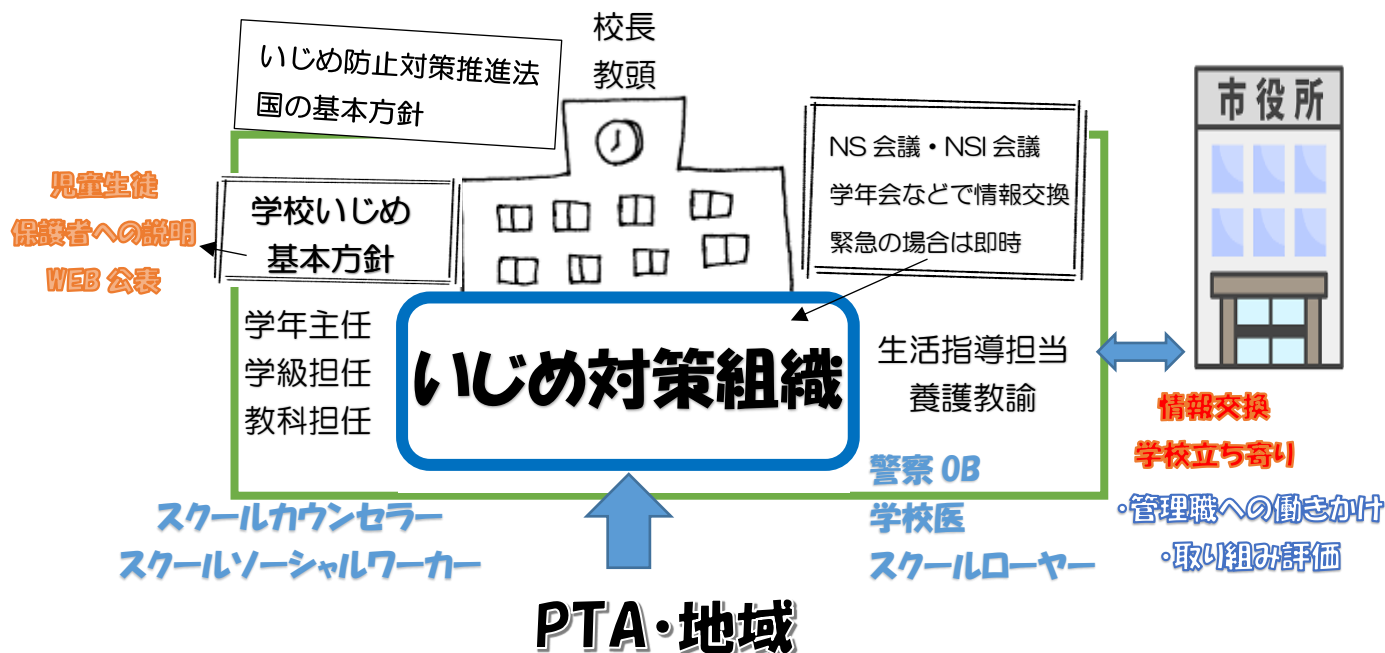 校長
教頭
いじめ防止対策推進法
国の基本方針
市役所
NS 会議・NSI 会議
学年会などで情報交換
緊急の場合は即時
児童生徒
保護者への説明
WEB 公表
学校いじめ
基本方針
学年主任
学級担任
教科担任
いじめ対策組織
生活指導担当
養護教諭
情報交換
学校立ち寄り
・管理職への働きかけ
・取り組み評価
警察 OB
学校医
スクールローヤー
スクールカウンセラー
スクールソーシャルワーカー
PTA・地域